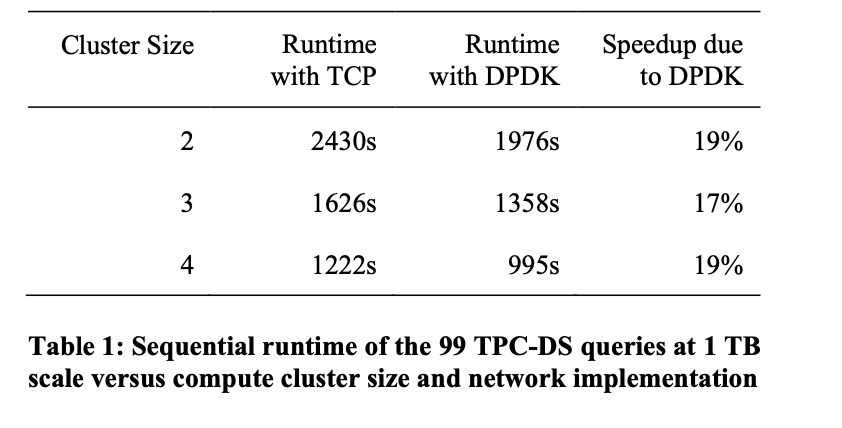 Cluster Size Runtime Runtime Speedup due
with TCP with DPDK to DPDK
2 2430s 1976s 19%
3 1626s 1358s 17%
4 1222s 995s 19%
Table 1: Sequential runtime of the 99 TPC-DS queries at 1 TB
scale versus compute cluster size and network implementation